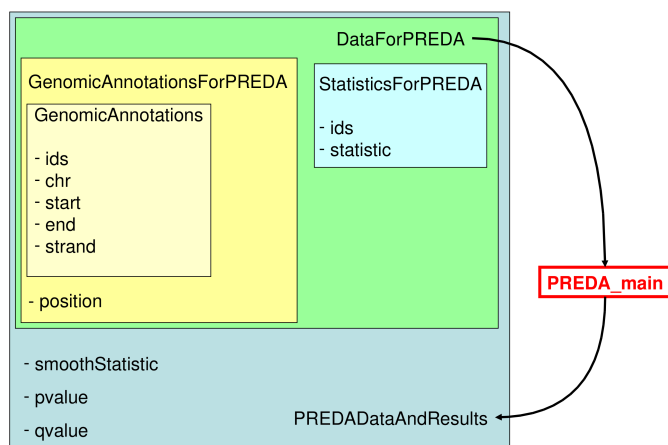 DataForPREDA
GenomicAnnotationsForPREDA
StatisticsForPREDA
GenomicAnnotations
- ids
- statistic
- ids
- chr
- start
- end
- strand
PREDA_main
- position
- smoothStatistic
- pvalue
PREDADataAndResults
- qvalue